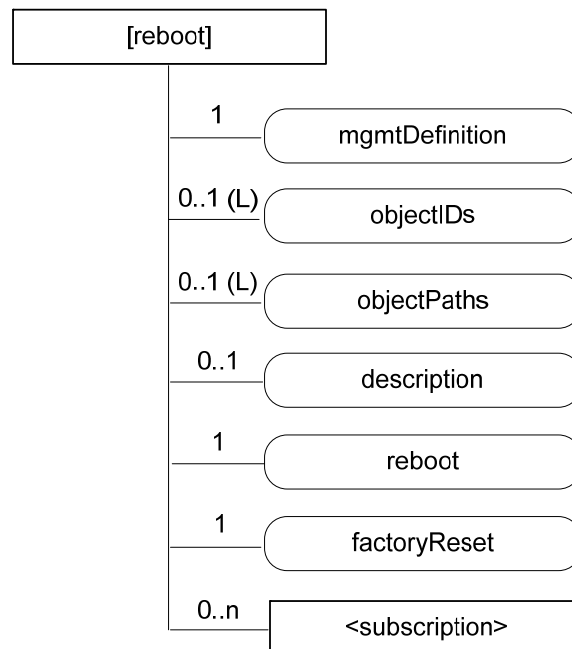 [reboot]
1
mgmtDefinition
0..1 (L)
objectIDs
0..1 (L)
objectPaths
0..1
description
1
reboot
1
factoryReset
0..n
<subscription>